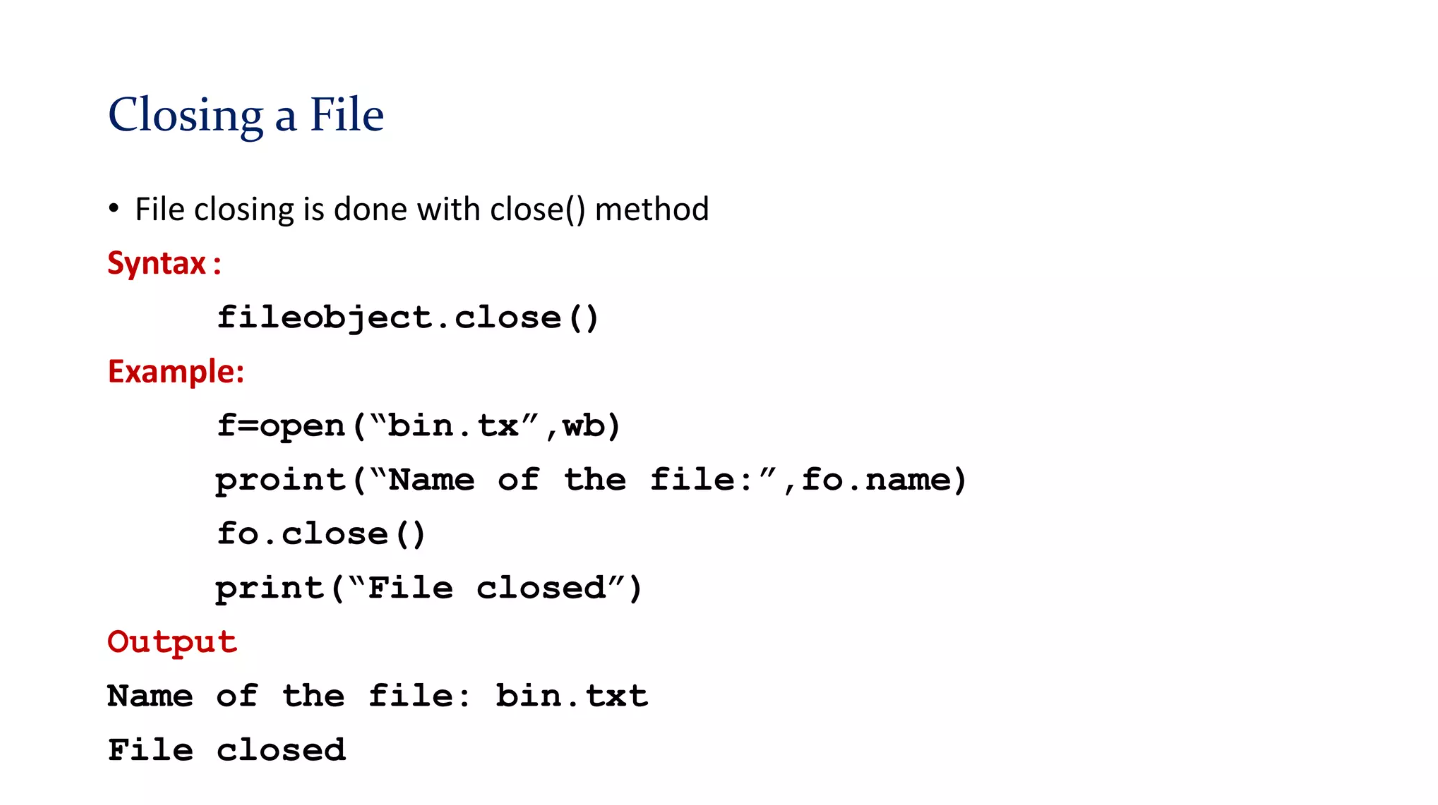 Closing a File
• File closing is done with close() method
Syntax :
fileobject.close()
Example:
f=open(“bin.tx”,wb)
proint(“Name of the file:”,fo.name)
fo.close()
print(“File closed”)
Output
Name of the file: bin.txt
File closed